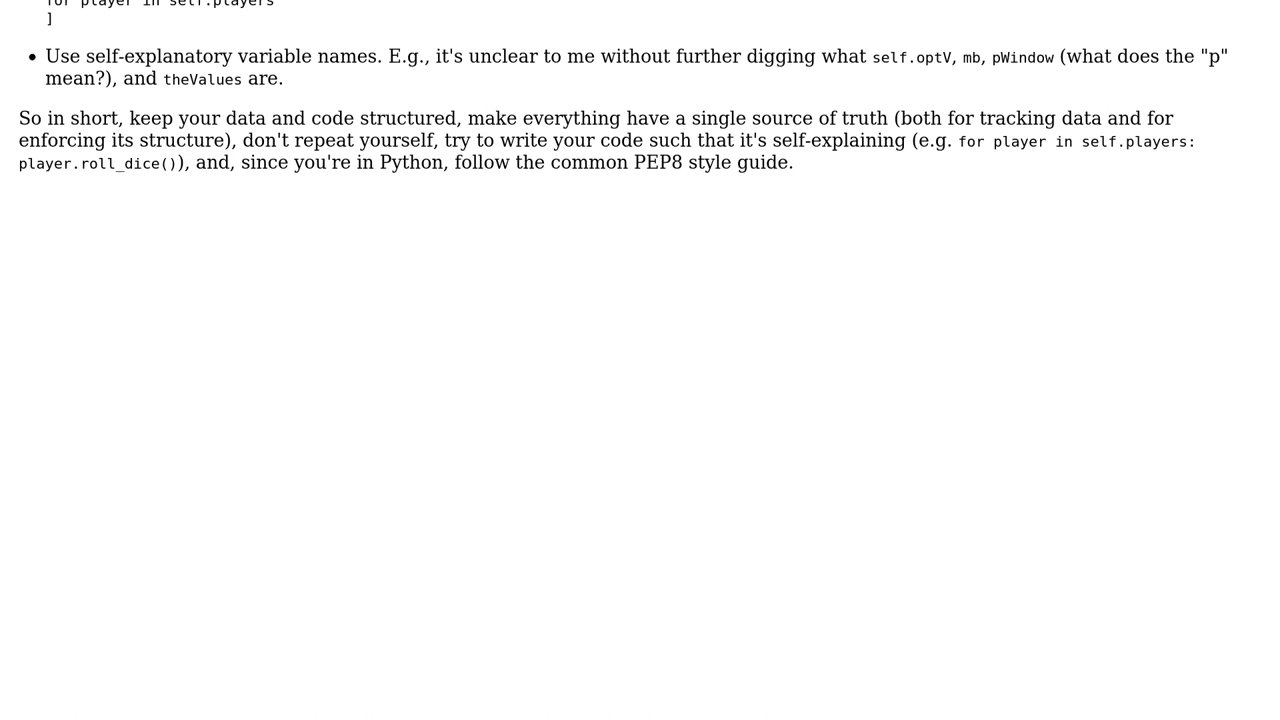 for player in self.players
]
• Use self-explanatory variable names. E.g., it's unclear to me without further digging what self.optV, mb, pWindow (what does the "p"
mean?), and theValues are.
So in short, keep your data and code structured, make everything have a single source of truth (both for tracking data and for
enforcing its structure), don't repeat yourself, try to write your code such that it's self-explaining (e.g. for player in self.players:
player.roll_dice()), and, since you're in Python, follow the common PEP8 style guide.